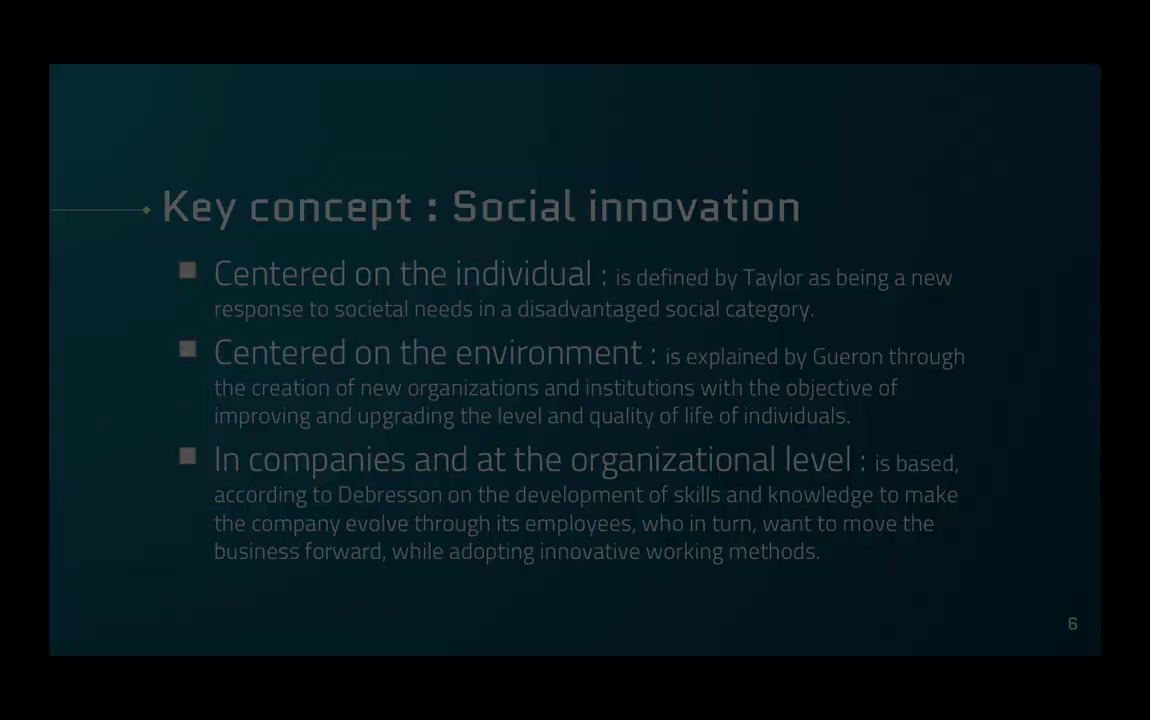 Key concept : Social innovation
Centered on the individual : is defined by Taylor as being a new
response to societal needs in a disadvantaged social category.
Centered on the environment : is explained by Gueron through
the creation of new organizations and institutions with the objective of
improving and upgrading the level and quality of life of individuals.
In companies and at the organizational level : is based,
according to Debresson on the development of skills and knowledge to make
the company evolve through its employees, who in turn, want to move the
business forward, while adopting innovative working methods.
6